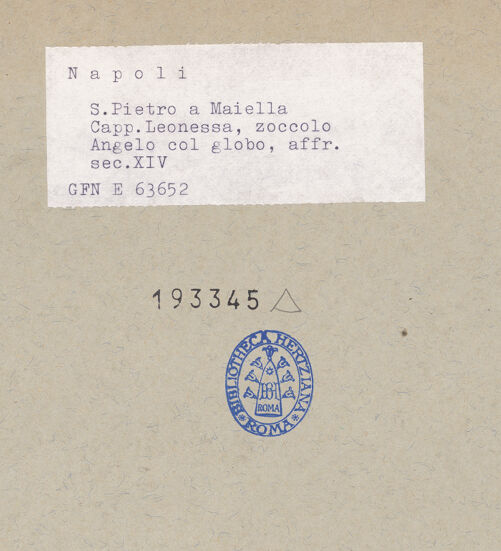 Napoli
S.Pietro a Maiella
Capp.Leonessa, zoccolo
Angelo col globo, affr.
sec.XIV
GFN E 63652
193345
BIBLIOTHECA HERTZIANA
BH
ROMA
*ROMA*